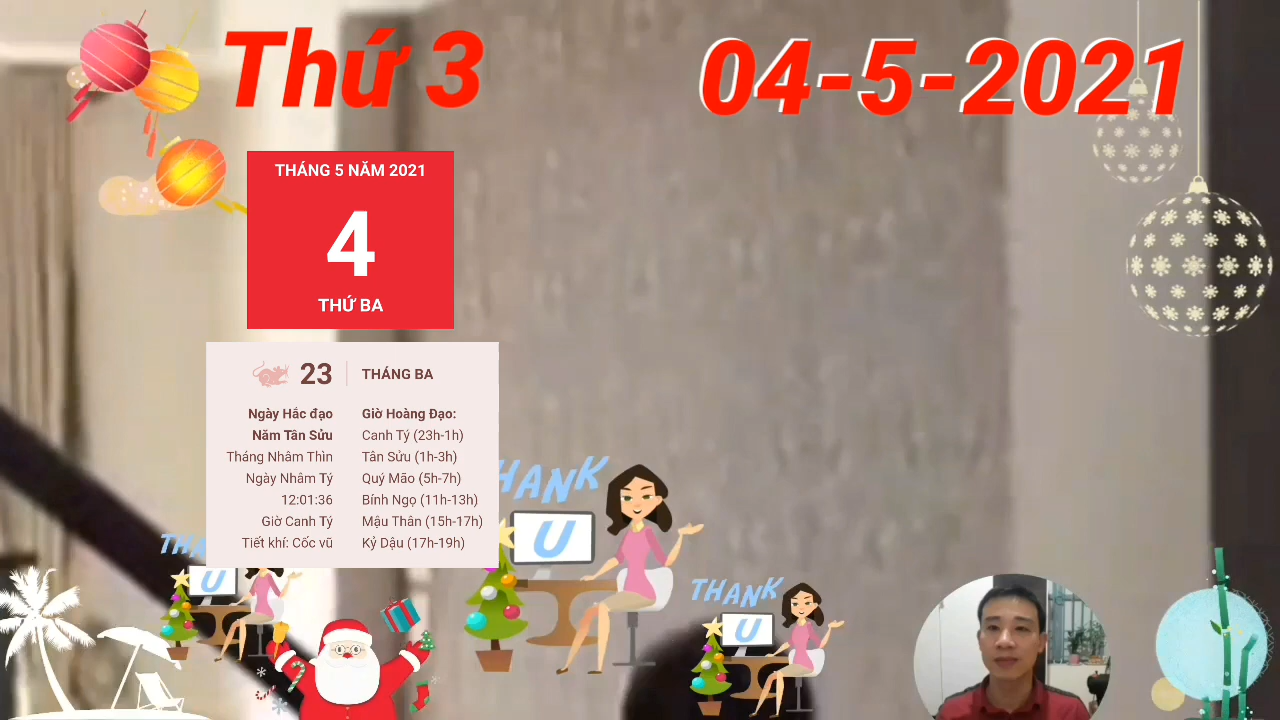 Thứ 3
04-5-2021
THÁNG 5 NĂM 2021
4
THỨ BA
23
THÁNG BA
Ngày Hắc đạo
Năm Tân Sửu
Tháng Nhâm Thìn
Ngày Nhâm Tý
12:01:36
Giờ Canh Tý
Tiết khí: Cốc vũ
Giờ Hoàng Đạo:
Canh Tý (23h-1h)
Tân Sửu (1h-3h)
Quý Mão (5h-7h)
Bính Ngọ (11h-13h)
Mậu Thân (15h-17h)
Kỷ Dậu (17h-19h)
HANK
U
THA
U
THANK
U